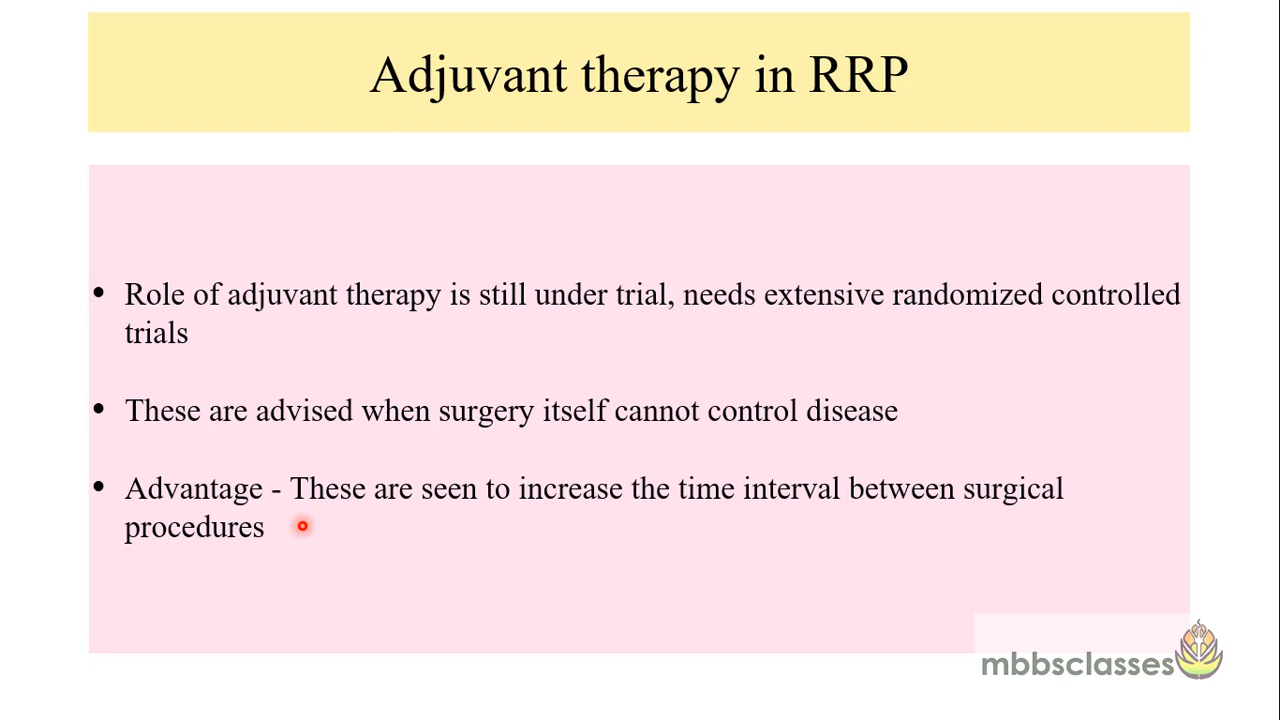 Adjuvant therapy in RRP
• Role of adjuvant therapy is still under trial, needs extensive randomized controlled
trials
• These are advised when surgery itself cannot control disease
• Advantage - These are seen to increase the time interval between surgical
procedures
mbbsclasses